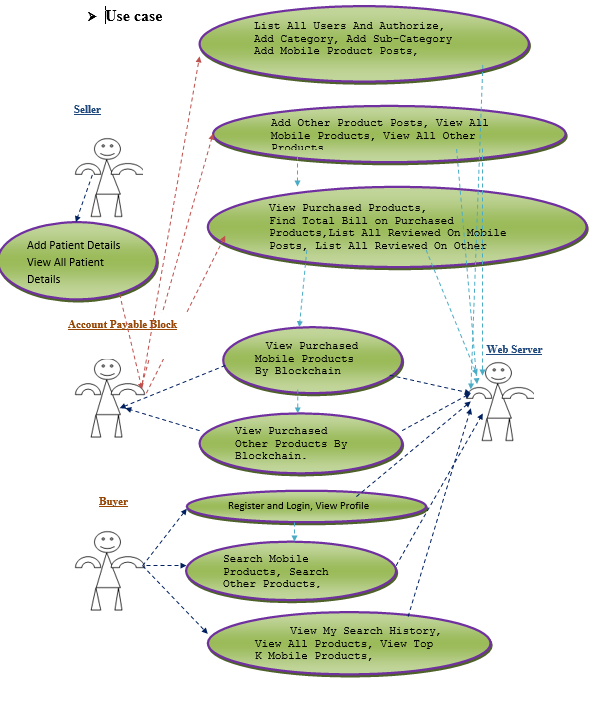 ➤ Use case
List All Users And Authorize,
Add Category, Add Sub-Category
Add Mobile Product Posts,
Seller
Add Other Product Posts, View All
Mobile Products, View All Other
Products
View Purchased Products,
Find Total Bill on Purchased
Products,List All Reviewed On Mobile
Posts, List All Reviewed On Other
Add Patient Details
View All Patient
Details
Account Payable Block
View Purchased
Mobile Products
By Blockchain
Web Server
View Purchased
Other Products By
Blockchain.
Buyer
Register and Login, View Profile
Search Mobile
Products, Search
Other Products,
View My Search History,
View All Products, View Top
K Mobile Products,